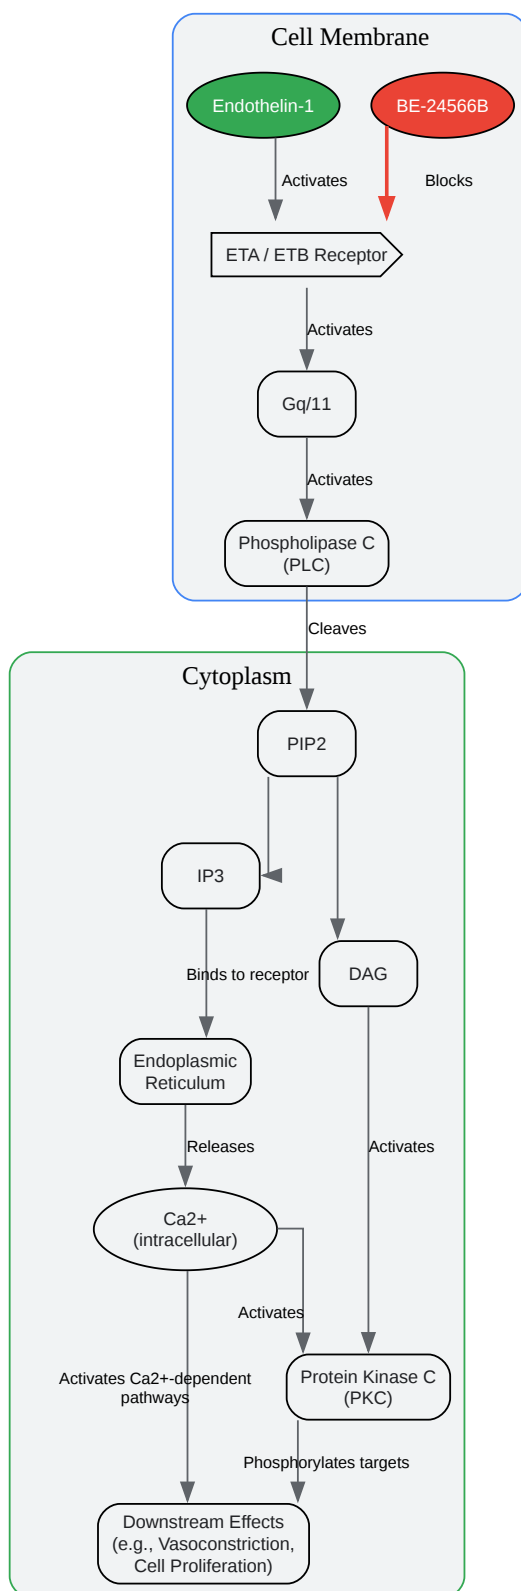 Cell Membrane
Endothelin-1
BE-24566B
Activates
Blocks
ETA / ETB Receptor
Activates
Gq/11
Activates
Phospholipase C
(PLC)
Cleaves
Cytoplasm
PIP2
IP3
Binds to receptor
DAG
Endoplasmic
Reticulum
Releases
Activates
Ca2+
(intracellular)
Activates
Activates Ca2+-dependent
pathways
Protein Kinase C
(PKC)
Phosphorylates targets
Downstream Effects
(e.g., Vasoconstriction,
Cell Proliferation)